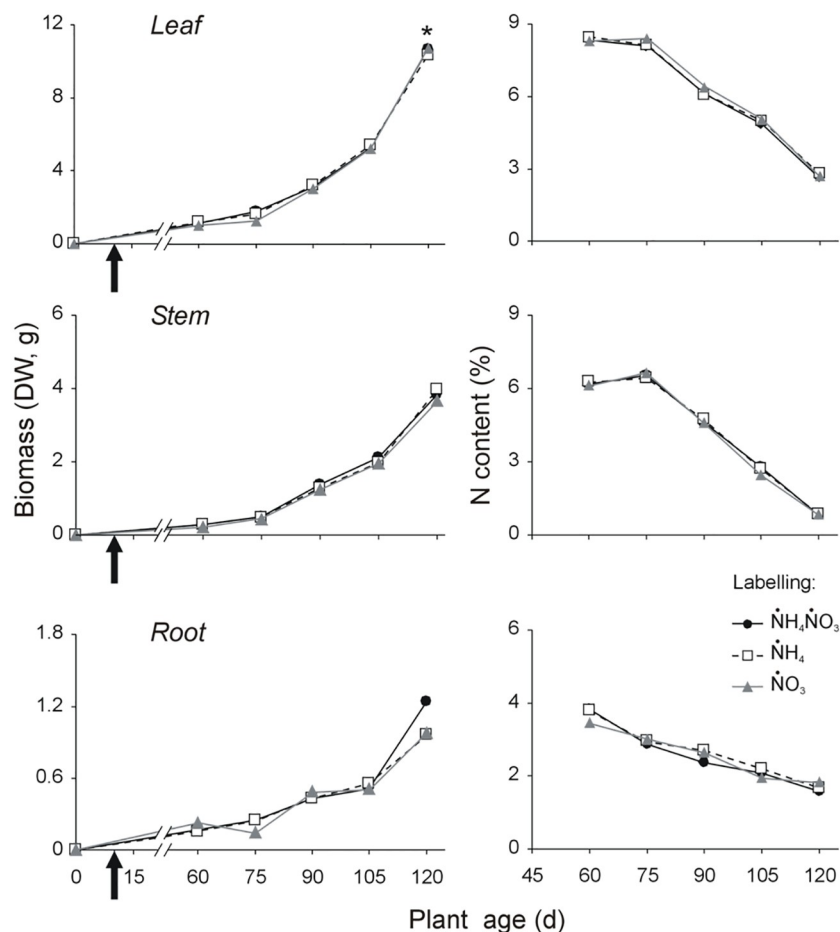 Leaf
*
12
8
4
0
9
6
3
0
Stem
6
4
2
0
9
6
3
0
Biomass (DW, g)
N content (%)
Root
1.8
1.2
0.6
0
0 15 60 75 90 105 120
Labelling:
ṄH₄ṄO₃
ṄH₄
ṄO₃
6
4
2
0
45 60 75 90 105 120
Plant age (d)